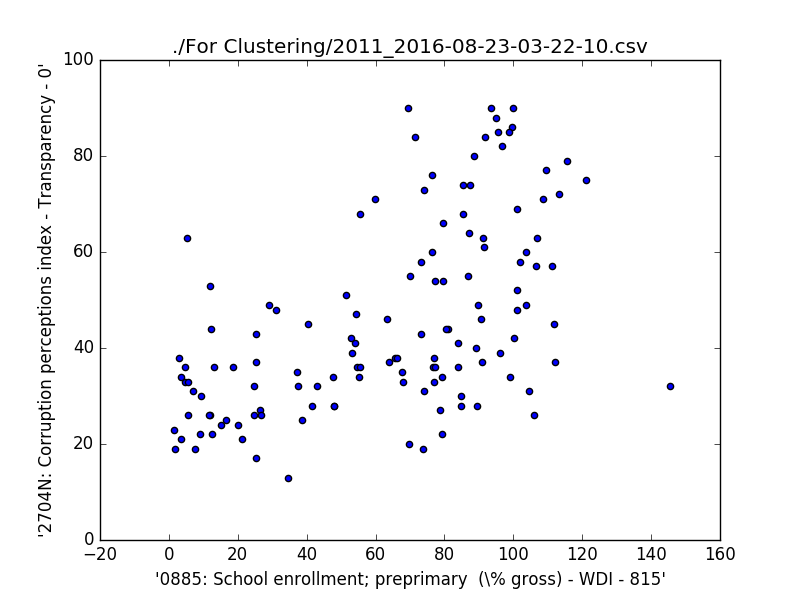 ./For Clustering/2011_2016-08-23-03-22-10.csv
'2704N: Corruption perceptions index - Transparency - 0'
100
80
60
40
20
0
−20 0 20 40 60 80 100 120 140 160
'0885: School enrollment; preprimary  (\% gross) - WDI - 815'